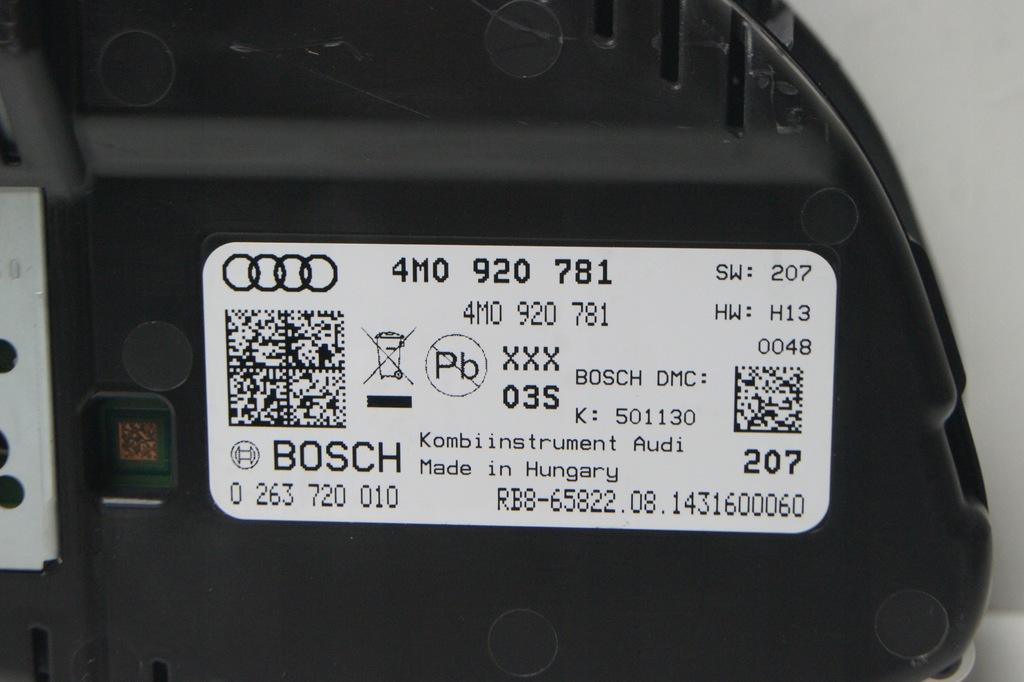 4M0 920 781 SW: 207
4M0 920 781 HW: H13
0048
Pb XXX
03S
BOSCH DMC:
K: 501130
BOSCH
Kombiinstrument Audi
Made in Hungary
207
0 263 720 010 RB8-65822.08.1431600060